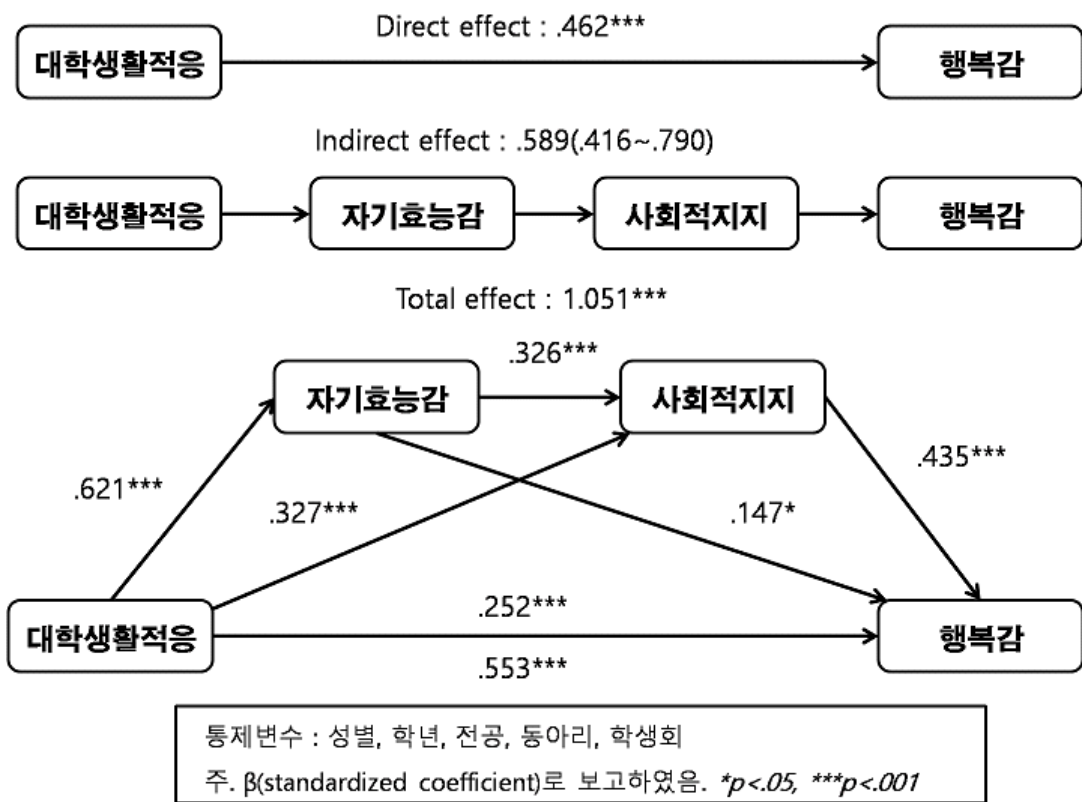 Direct effect : .462***
대학생활적응
행복감
Indirect effect : .589(.416~.790)
대학생활적응
자기효능감
사회적지지
행복감
Total effect : 1.051***
.326***
자기효능감
사회적지지
.621***
.327***
.147*
.435***
대학생활적응
.252***
.553***
행복감
통제변수 : 성별, 학년, 전공, 동아리, 학생회
주. β(standardized coefficient)로 보고하였음. *p<.05, ***p<.001